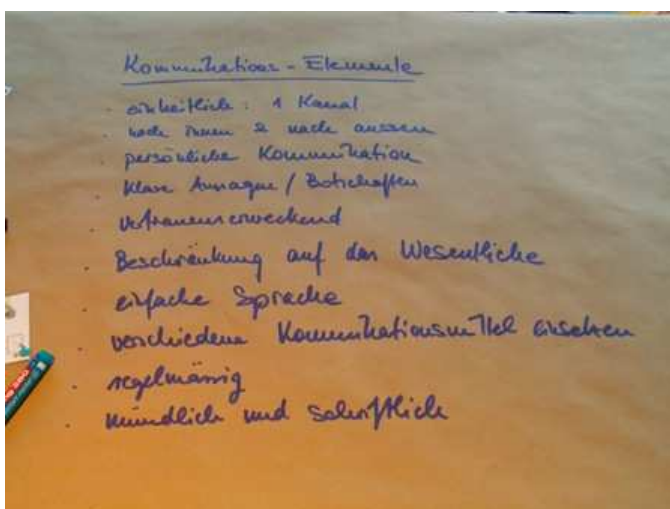 Kommunikations - Elemente
· einheitlich : 1 Kanal
· nach innen & nach aussen
· persönliche Kommunikation
· klare Aussagen / Botschaften
· vertrauenserweckend
· Beschränkung auf das Wesentliche
· einfache Sprache
· verschiedene Kommunikationsmittel einsetzen
· regelmässig
· mündlich und schriftlich